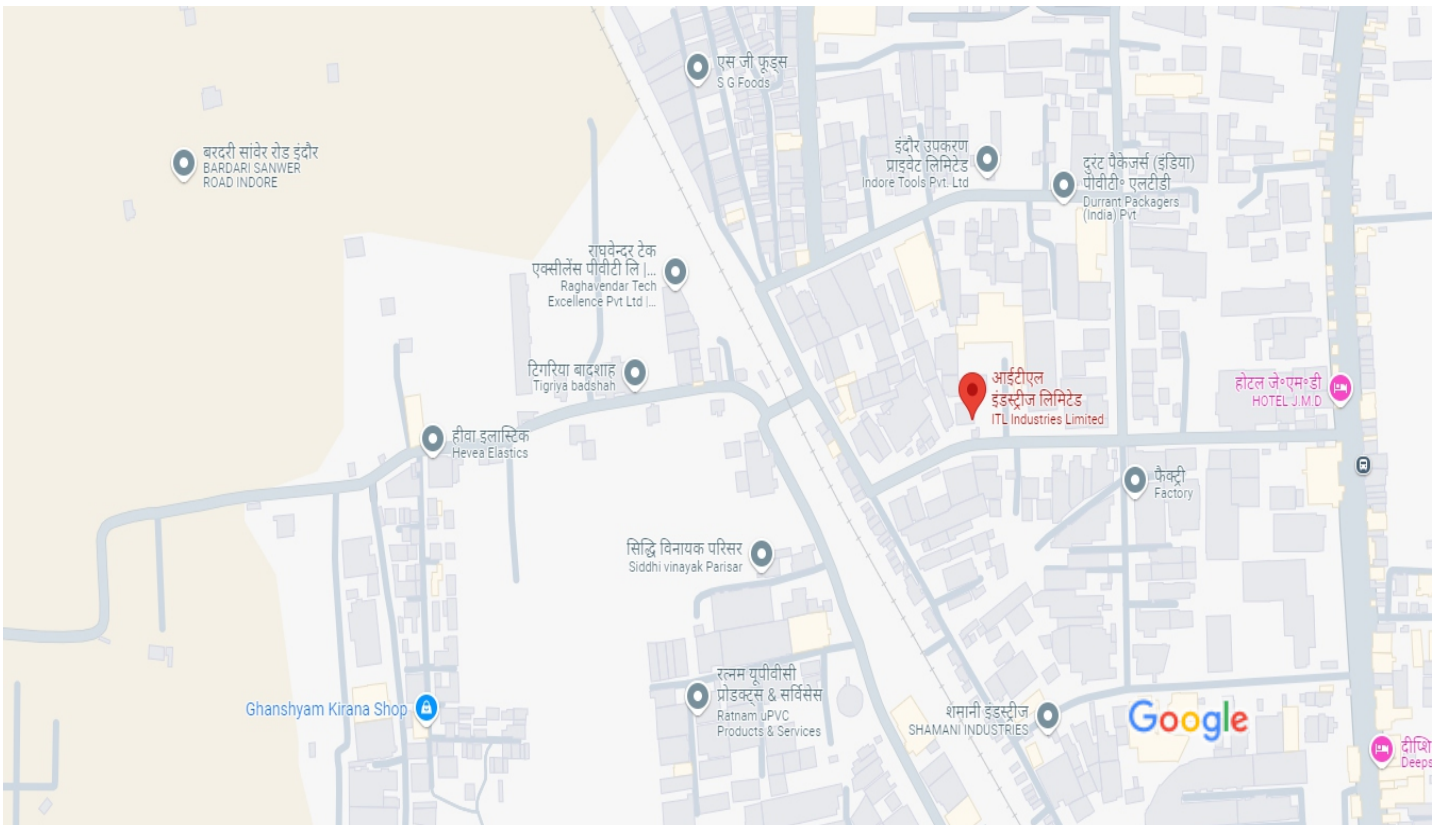 एस जी फूड्स
S G Foods
बरदरी सांवेर रोड इंदौर
BARDARI SANWER
ROAD INDORE
इंदौर उपकरण
प्राइवेट लिमिटेड
Indore Tools Pvt. Ltd
दुरंट पैकेजर्स (इंडिया)
पीवीटी॰ एलटीडी
Durrant Packagers
(India) Pvt
राघवेन्दर टेक
एक्सीलेंस पीवीटी लि |...
Raghavendar Tech
Excellence Pvt Ltd |...
टिगरिया बादशाह
Tigriya badshah
आईटीएल
इंडस्ट्रीज लिमिटेड
ITL Industries Limited
होटल जे॰एम॰डी
HOTEL J.M.D
हीवा इलास्टिक
Hevea Elastics
फैक्ट्री
Factory
सिद्धि विनायक परिसर
Siddhi vinayak Parisar
रत्नम यूपीवीसी
प्रोडक्ट्स & सर्विसेस
Ratnam uPVC
Products & Services
Ghanshyam Kirana Shop
शमानी इंडस्ट्रीज
SHAMANI INDUSTRIES
Google
दीप्शि
Deeps